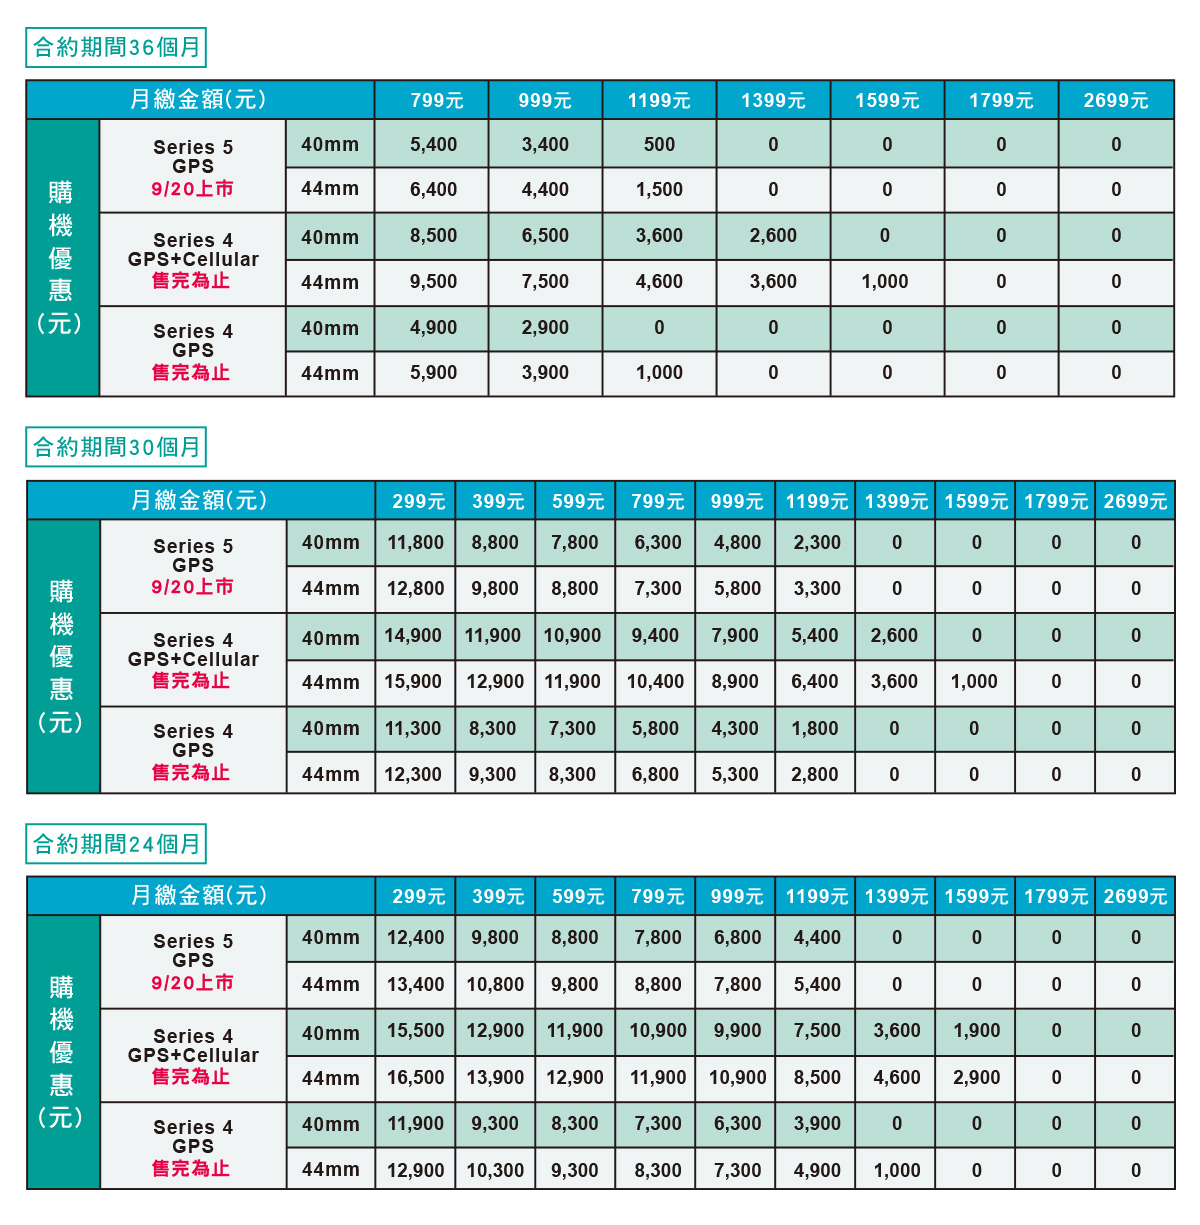 合約期間36個月
月繳金額(元) 799元 999元 1199元 1399元 1599元 1799元 2699元
購機優惠(元)
Series 5
GPS
9/20上市
40mm 5,400 3,400 500 0 0 0 0
44mm 6,400 4,400 1,500 0 0 0 0
Series 4
GPS+Cellular
售完為止
40mm 8,500 6,500 3,600 2,600 0 0 0
44mm 9,500 7,500 4,600 3,600 1,000 0 0
Series 4
GPS
售完為止
40mm 4,900 2,900 0 0 0 0 0
44mm 5,900 3,900 1,000 0 0 0 0
合約期間30個月
月繳金額(元) 299元 399元 599元 799元 999元 1199元 1399元 1599元 1799元 2699元
購機優惠(元)
Series 5
GPS
9/20上市
40mm 11,800 8,800 7,800 6,300 4,800 2,300 0 0 0 0
44mm 12,800 9,800 8,800 7,300 5,800 3,300 0 0 0 0
Series 4
GPS+Cellular
售完為止
40mm 14,900 11,900 10,900 9,400 7,900 5,400 2,600 0 0 0
44mm 15,900 12,900 11,900 10,400 8,900 6,400 3,600 1,000 0 0
Series 4
GPS
售完為止
40mm 11,300 8,300 7,300 5,800 4,300 1,800 0 0 0 0
44mm 12,300 9,300 8,300 6,800 5,300 2,800 0 0 0 0
合約期間24個月
月繳金額(元) 299元 399元 599元 799元 999元 1199元 1399元 1599元 1799元 2699元
購機優惠(元)
Series 5
GPS
9/20上市
40mm 12,400 9,800 8,800 7,800 6,800 4,400 0 0 0 0
44mm 13,400 10,800 9,800 8,800 7,800 5,400 0 0 0 0
Series 4
GPS+Cellular
售完為止
40mm 15,500 12,900 11,900 10,900 9,900 7,500 3,600 1,900 0 0
44mm 16,500 13,900 12,900 11,900 10,900 8,500 4,600 2,900 0 0
Series 4
GPS
售完為止
40mm 11,900 9,300 8,300 7,300 6,300 3,900 0 0 0 0
44mm 12,900 10,300 9,300 8,300 7,300 4,900 1,000 0 0 0